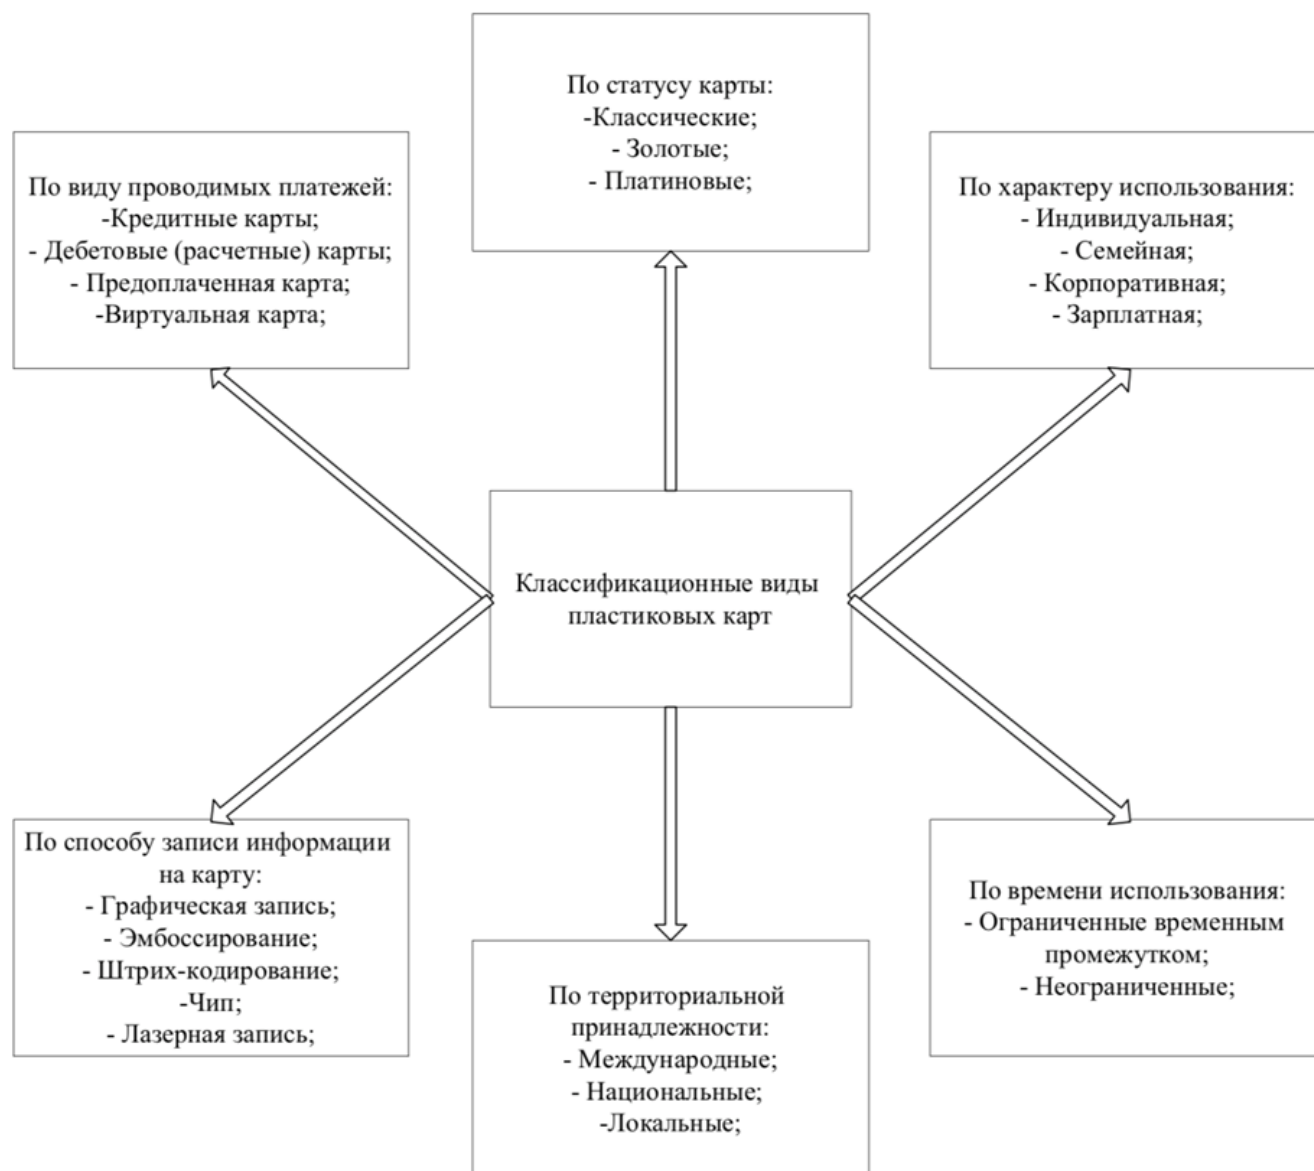 По статусу карты:
-Классические;
- Золотые;
- Платиновые;
По виду проводимых платежей:
-Кредитные карты;
- Дебетовые (расчетные) карты;
- Предоплаченная карта;
-Виртуальная карта;
По характеру использования:
- Индивидуальная;
- Семейная;
- Корпоративная;
- Зарплатная;
Классификационные виды
пластиковых карт
По способу записи информации
на карту:
- Графическая запись;
- Эмбоссирование;
- Штрих-кодирование;
-Чип;
- Лазерная запись;
По территориальной
принадлежности:
- Международные;
- Национальные;
-Локальные;
По времени использования:
- Ограниченные временным
промежутком;
- Неограниченные;